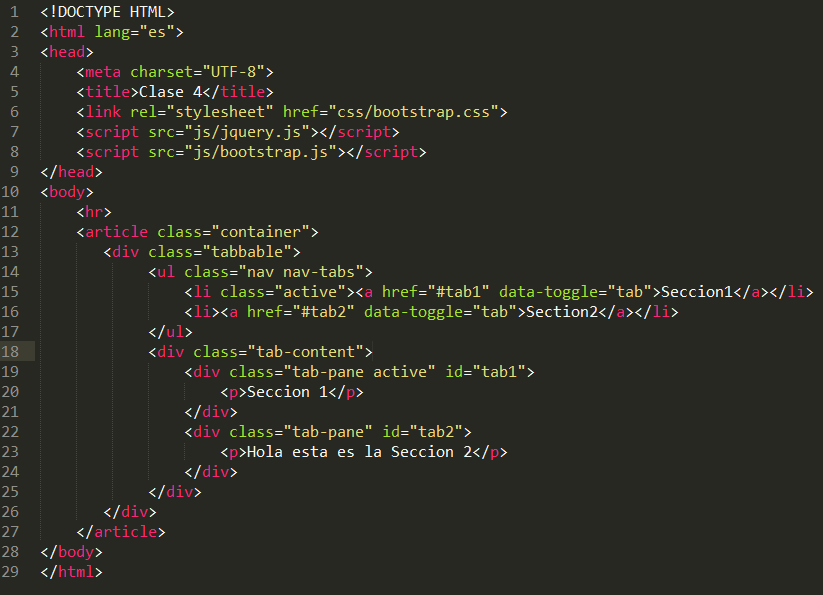 1 <!DOCTYPE HTML>
2 <html lang="es">
3 <head>
4     <meta charset="UTF-8">
5     <title>Clase 4</title>
6     <link rel="stylesheet" href="css/bootstrap.css">
7     <script src="js/jquery.js"></script>
8     <script src="js/bootstrap.js"></script>
9 </head>
10 <body>
11     <hr>
12     <article class="container">
13        <div class="tabbable">
14             <ul class="nav nav-tabs">
15                 <li class="active"><a href="#tab1" data-toggle="tab">Seccion1</a></li>
16                 <li><a href="#tab2" data-toggle="tab">Section2</a></li>
17             </ul>
18             <div class="tab-content">
19                 <div class="tab-pane active" id="tab1">
20                     <p>Seccion 1</p>
21                 </div>
22                 <div class="tab-pane" id="tab2">
23                     <p>Hola esta es la Seccion 2</p>
24                 </div>
25             </div>
26        </div>
27     </article>
28 </body>
29 </html>